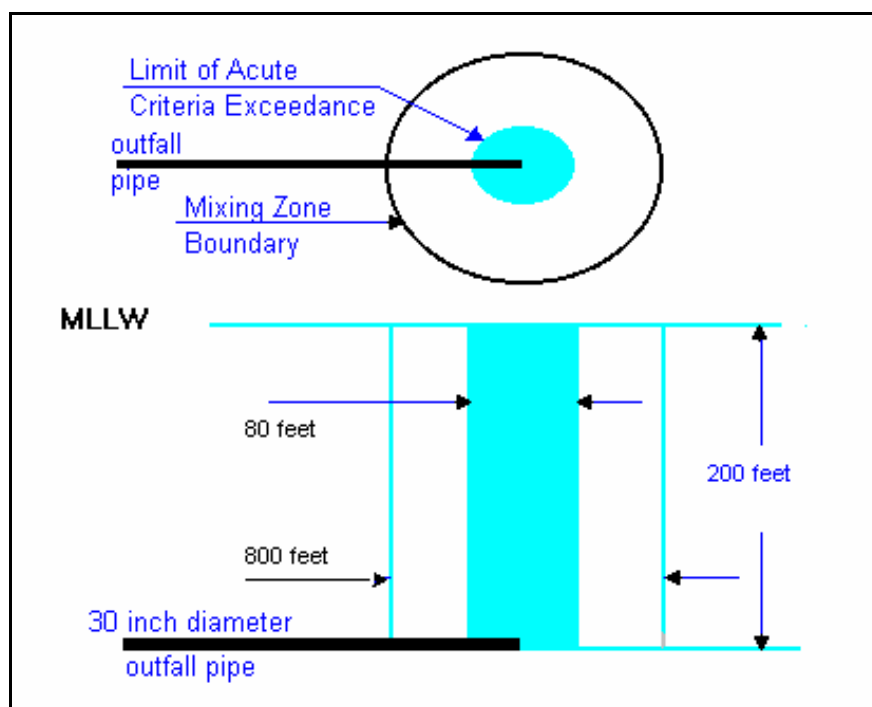 Limit of Acute
Criteria Exceedance
outfall
pipe
Mixing Zone
Boundary
MLLW
80 feet
200 feet
800 feet
30 inch diameter
outfall pipe